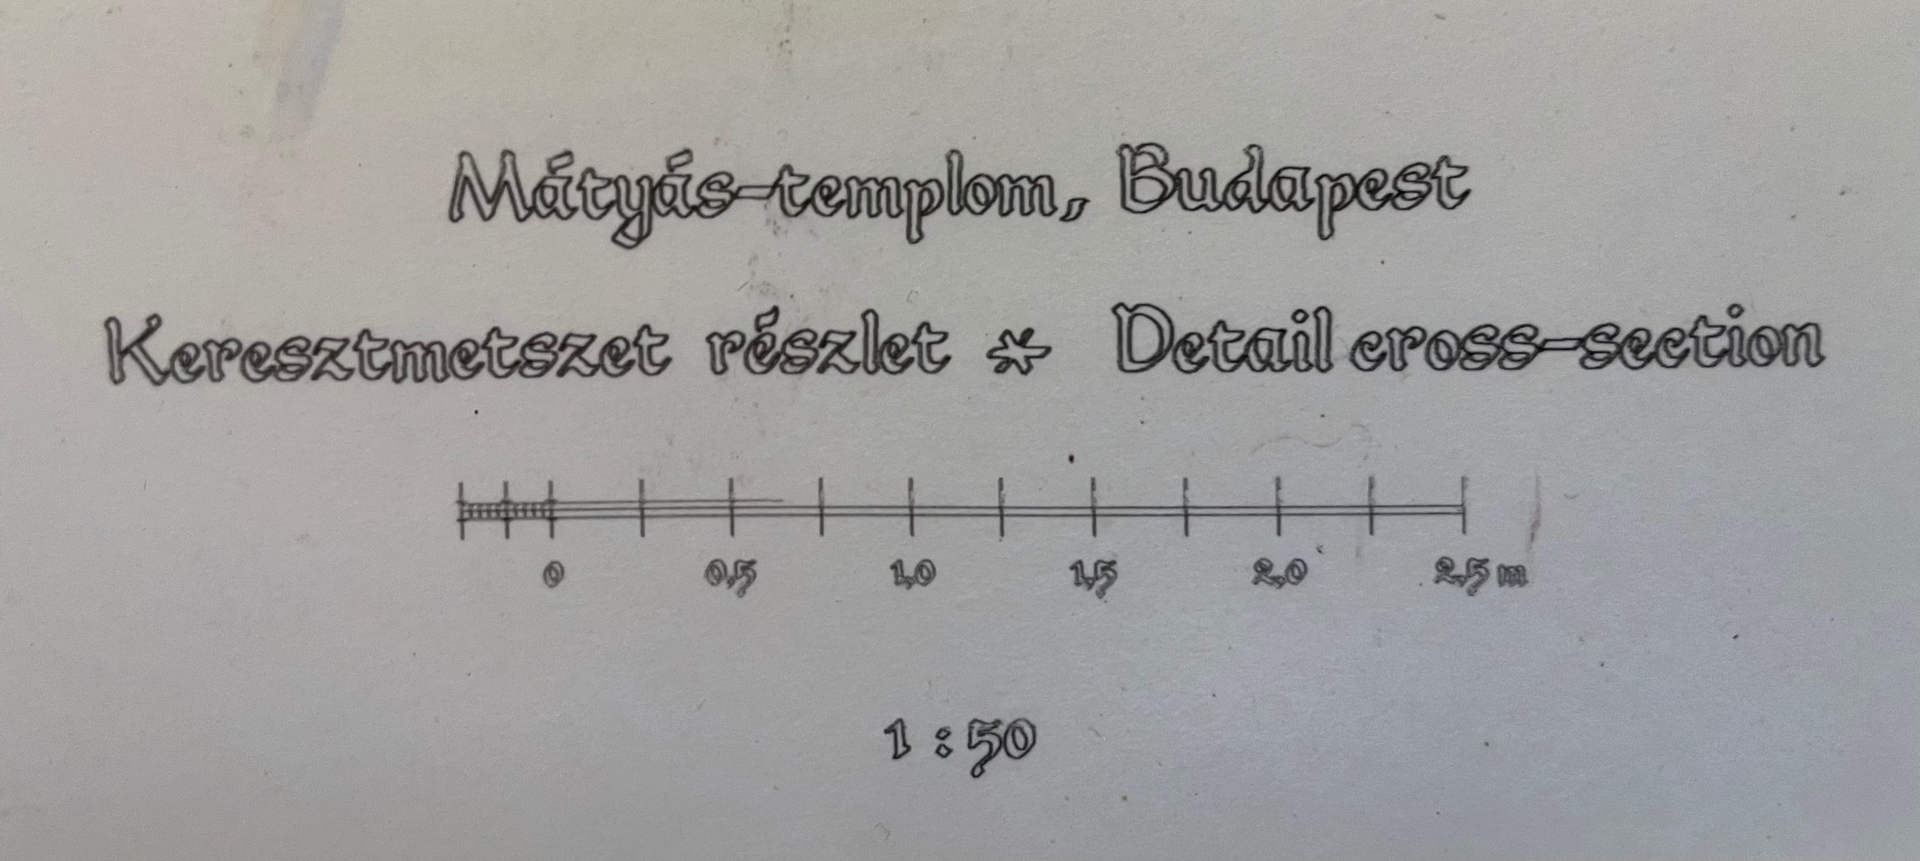 Mátyás-templom, Budapest
Keresztmetszet részlet * Detail cross-section
0 0,5 1,0 1,5 2,0 2,5 m
1 : 50